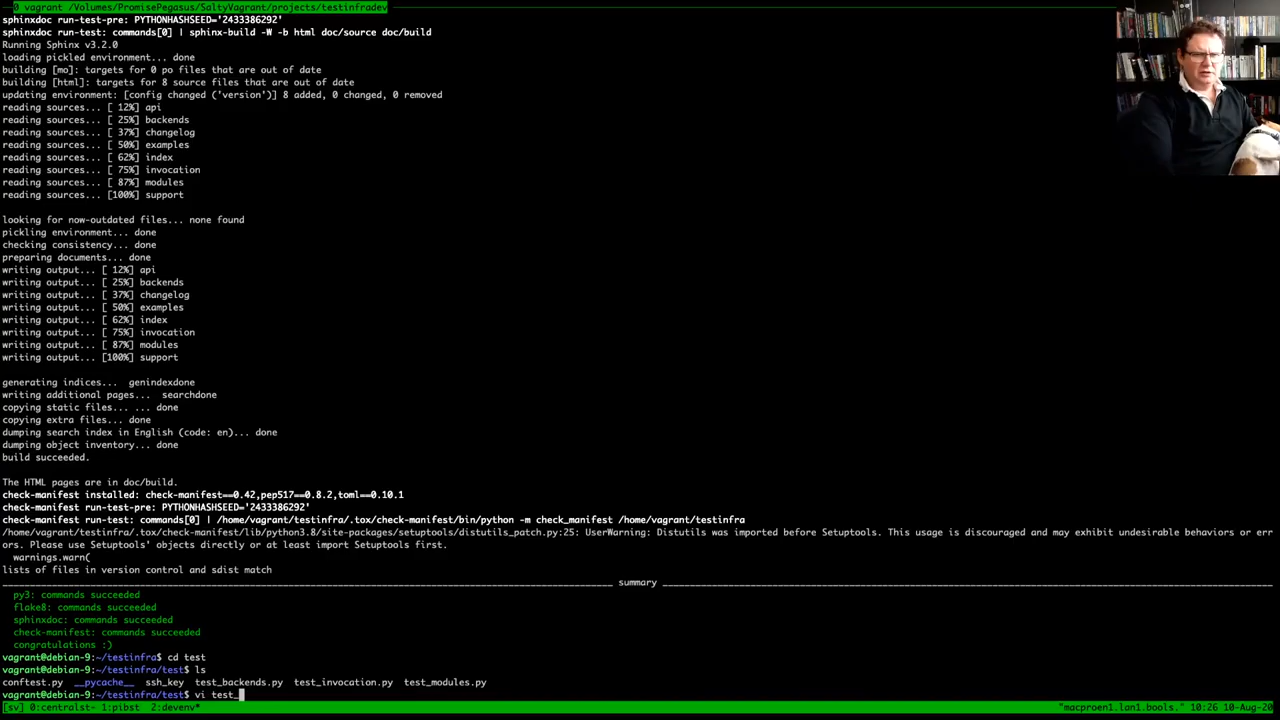 0 vagrant /Volumes/PromisePegasus/SaltyVagrant/projects/testinfradev
sphinxdoc run-test-pre: PYTHONHASHSEED='2433386292'
sphinxdoc run-test: commands[0] | sphinx-build -W -b html doc/source doc/build
Running Sphinx v3.2.0
loading pickled environment... done
building [mo]: targets for 0 po files that are out of date
building [html]: targets for 8 source files that are out of date
updating environment: [config changed ('version')] 8 added, 0 changed, 0 removed
reading sources... [ 12%] api
reading sources... [ 25%] backends
reading sources... [ 37%] changelog
reading sources... [ 50%] examples
reading sources... [ 62%] index
reading sources... [ 75%] invocation
reading sources... [ 87%] modules
reading sources... [100%] support
looking for now-outdated files... none found
pickling environment... done
checking consistency... done
preparing documents... done
writing output... [ 12%] api
writing output... [ 25%] backends
writing output... [ 37%] changelog
writing output... [ 50%] examples
writing output... [ 62%] index
writing output... [ 75%] invocation
writing output... [ 87%] modules
writing output... [100%] support
generating indices...  genindexdone
writing additional pages...  searchdone
copying static files... ... done
copying extra files... done
dumping search index in English (code: en)... done
dumping object inventory... done
build succeeded.
The HTML pages are in doc/build.
check-manifest installed: check-manifest==0.42,pep517==0.8.2,toml==0.10.1
check-manifest run-test-pre: PYTHONHASHSEED='2433386292'
check-manifest run-test: commands[0] | /home/vagrant/testinfra/.tox/check-manifest/bin/python -m check_manifest /home/vagrant/testinfra
/home/vagrant/testinfra/.tox/check-manifest/lib/python3.8/site-packages/setuptools/distutils_patch.py:25: UserWarning: Distutils was imported before Setuptools. This usage is discouraged and may exhibit undesirable behaviors or err
ors. Please use Setuptools' objects directly or at least import Setuptools first.
warnings.warn(
lists of files in version control and sdist match
summary
py3: commands succeeded
flake8: commands succeeded
sphinxdoc: commands succeeded
check-manifest: commands succeeded
congratulations :)
vagrant@debian-9:~/testinfra$ cd test
vagrant@debian-9:~/testinfra/test$ ls
conftest.py  __pycache__  ssh_key  test_backends.py  test_invocation.py  test_modules.py
vagrant@debian-9:~/testinfra/test$ vi test_
[sv] 0:centralst- 1:pibst  2:devenv* "macproen1.lan1.bools." 10:26 10-Aug-20